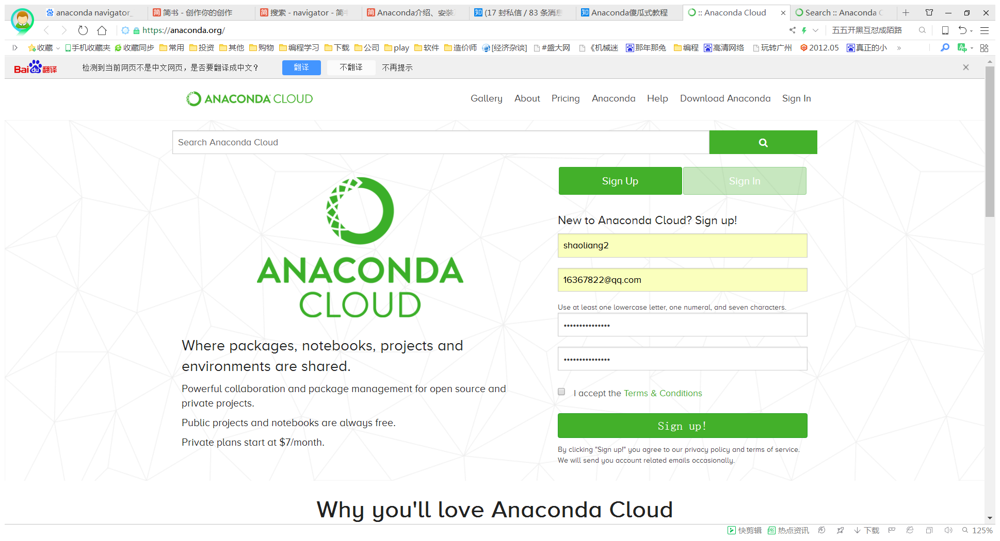 anaconda navigator_
简书 - 创作你的创作
搜索 - navigator - 简书
Anaconda介绍、安装
(17 封私信 / 83 条消息
Anaconda傻瓜式教程
:: Anaconda Cloud
Search :: Anaconda C
https://anaconda.org/
五五开黑互怼成陌路
收藏
手机收藏夹
收藏同步
常用
投资
其他
购物
编程学习
下载
公司
play
软件
造价师
[经济杂谈]
#盛大网
《机械迷
那年那兔
编程
高清网络
玩转广州
2012.05
真正的小
»
Bai du 翻译
检测到当前网页不是中文网页，是否要翻译成中文？
翻译
不翻译
不再提示
ANACONDA CLOUD
Gallery
About
Pricing
Anaconda
Help
Download Anaconda
Sign In
Search Anaconda Cloud
Sign Up
Sign In
ANACONDA
CLOUD
New to Anaconda Cloud? Sign up!
shaoliang2
16367822@qq.com
Use at least one lowercase letter, one numeral, and seven characters.
•••••••••••••••
•••••••••••••••
I accept the Terms & Conditions
Sign up!
By clicking "Sign up!" you agree to our privacy policy and terms of service.
We will send you account related emails occasionally.
Where packages, notebooks, projects and
environments are shared.
Powerful collaboration and package management for open source and
private projects.
Public projects and notebooks are always free.
Private plans start at $7/month.
Why you'll love Anaconda Cloud
快剪辑
热点资讯
下载
125%